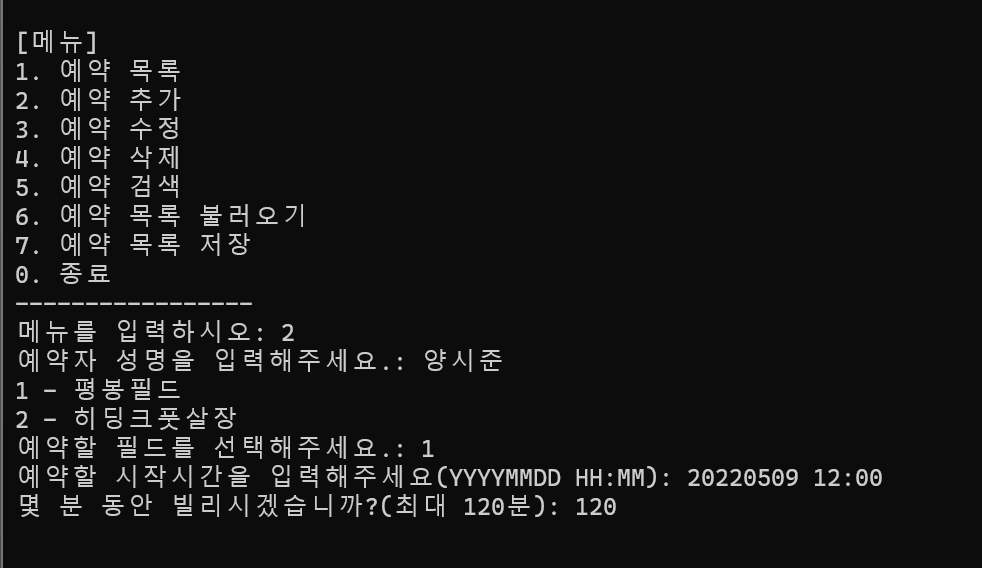 [메뉴]
1. 예약 목록
2. 예약 추가
3. 예약 수정
4. 예약 삭제
5. 예약 검색
6. 예약 목록 불러오기
7. 예약 목록 저장
0. 종료
-----------------
메뉴를 입력하시오: 2
예약자 성명을 입력해주세요.: 양시준
1 - 평봉필드
2 - 히딩크풋살장
예약할 필드를 선택해주세요.: 1
예약할 시작시간을 입력해주세요(YYYYMMDD HH:MM): 20220509 12:00
몇 분 동안 빌리시겠습니까?(최대 120분): 120